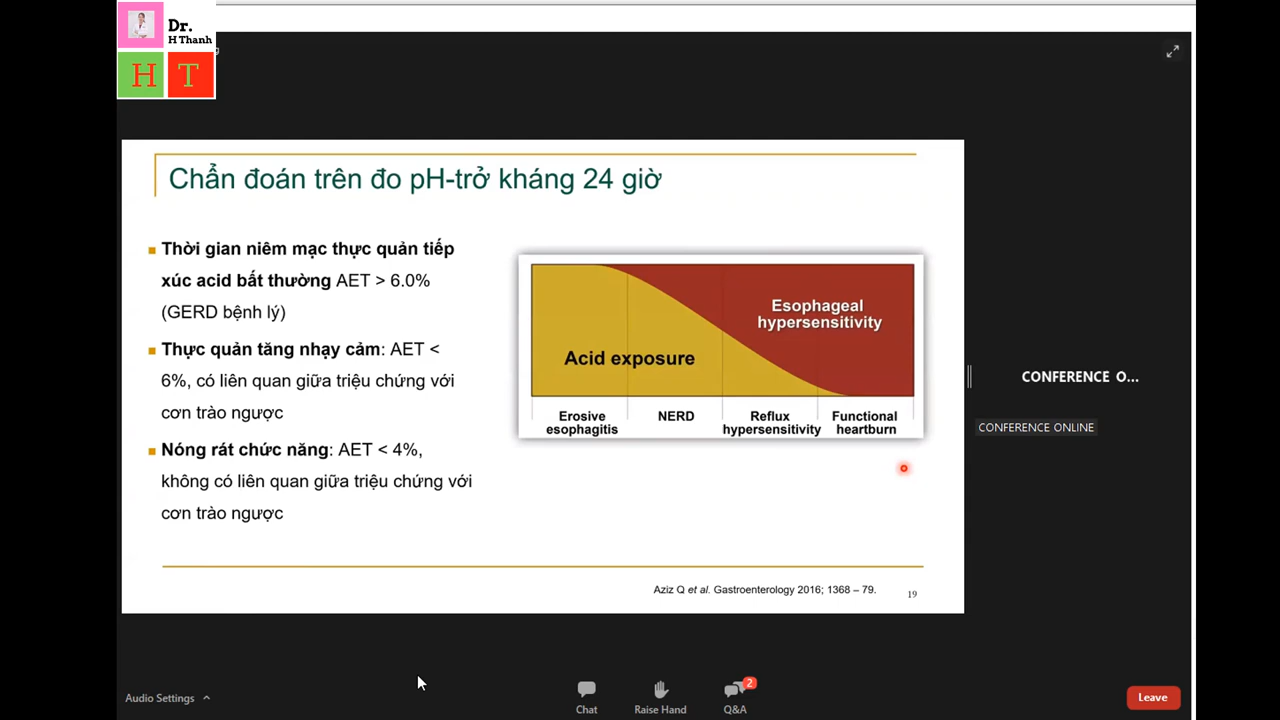 Dr.
H Thanh
H T
Chẩn đoán trên đo pH-trở kháng 24 giờ
Thời gian niêm mạc thực quản tiếp
xúc acid bất thường AET > 6.0%
(GERD bệnh lý)
Thực quản tăng nhạy cảm: AET <
6%, có liên quan giữa triệu chứng với
cơn trào ngược
Nóng rát chức năng: AET < 4%,
không có liên quan giữa triệu chứng với
cơn trào ngược
Esophageal
hypersensitivity
Acid exposure
Erosive
esophagitis
NERD
Reflux
hypersensitivity
Functional
heartburn
Aziz Q et al. Gastroenterology 2016; 1368 – 79.
19
CONFERENCE O...
CONFERENCE ONLINE
Audio Settings
Chat
Raise Hand
2
Q&A
Leave